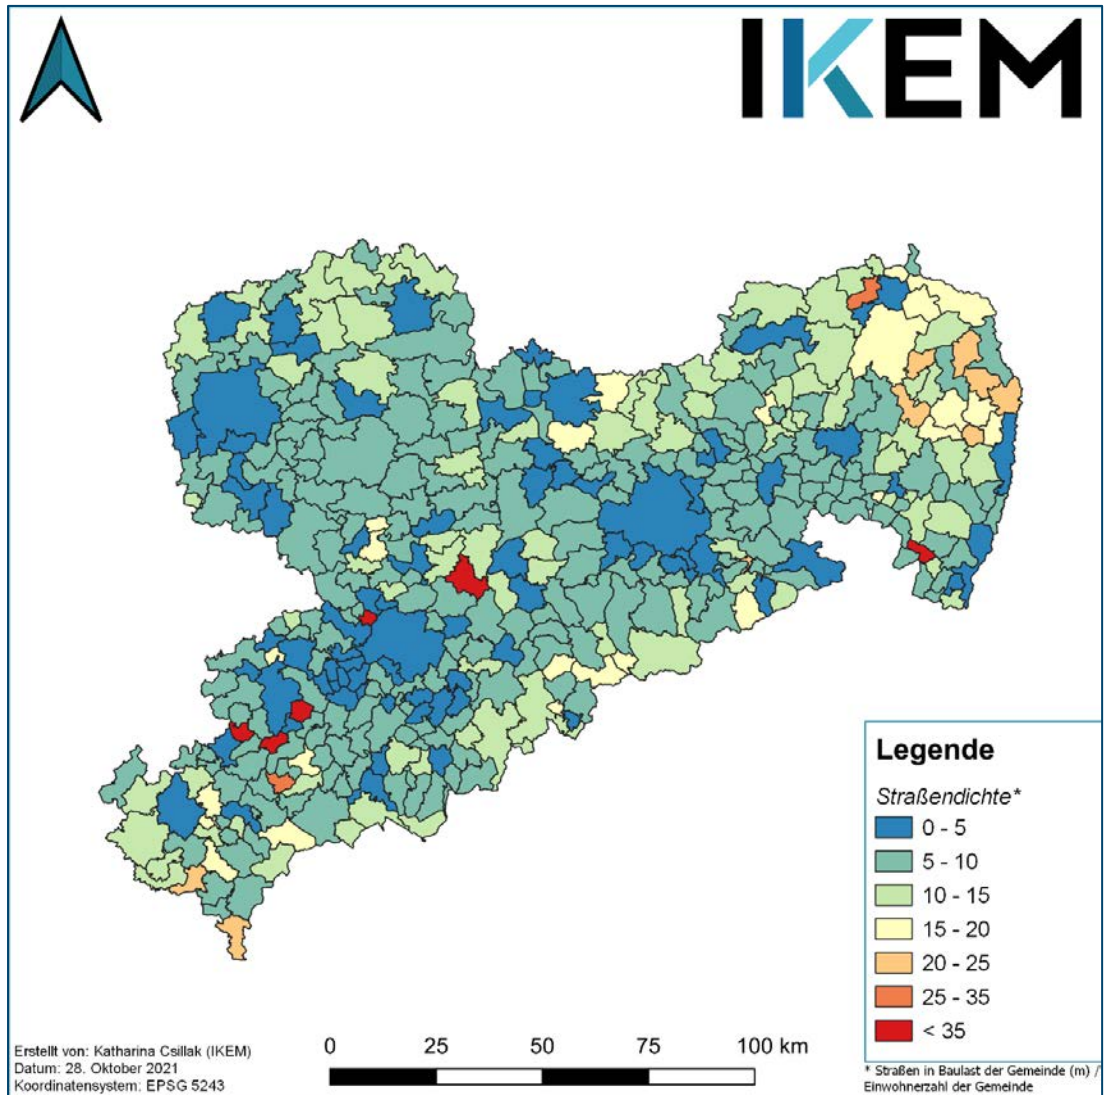 IKEM
Legende
Straßendichte*
0 - 5
5 - 10
10 - 15
15 - 20
20 - 25
25 - 35
< 35
Erstellt von: Katharina Csillak (IKEM)
Datum: 28. Oktober 2021
Koordinatensystem: EPSG 5243
0 25 50 75 100 km
* Straßen in Baulast der Gemeinde (m) /
Einwohnerzahl der Gemeinde